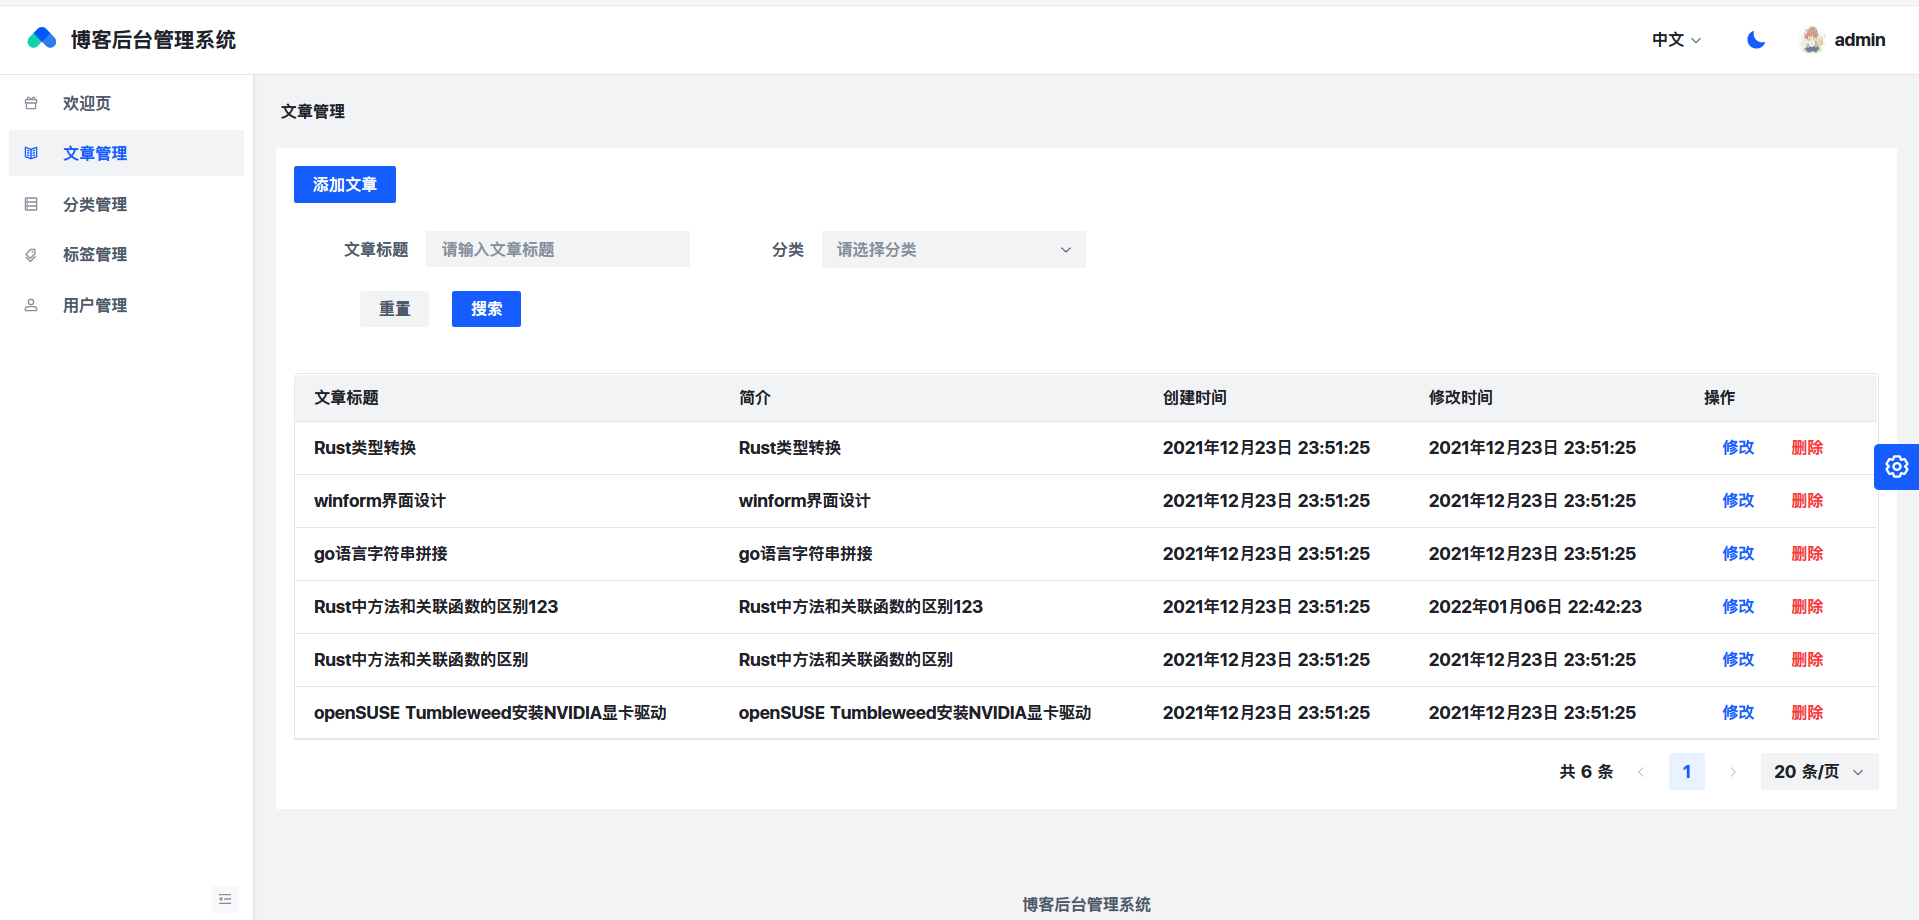 博客后台管理系统
中文
admin
欢迎页
文章管理
分类管理
标签管理
用户管理
文章管理
添加文章
文章标题 请输入文章标题 分类 请选择分类
重置 搜索
文章标题 简介 创建时间 修改时间 操作
Rust类型转换 Rust类型转换 2021年12月23日 23:51:25 2021年12月23日 23:51:25 修改 删除
winform界面设计 winform界面设计 2021年12月23日 23:51:25 2021年12月23日 23:51:25 修改 删除
go语言字符串拼接 go语言字符串拼接 2021年12月23日 23:51:25 2021年12月23日 23:51:25 修改 删除
Rust中方法和关联函数的区别123 Rust中方法和关联函数的区别123 2021年12月23日 23:51:25 2022年01月06日 22:42:23 修改 删除
Rust中方法和关联函数的区别 Rust中方法和关联函数的区别 2021年12月23日 23:51:25 2021年12月23日 23:51:25 修改 删除
openSUSE Tumbleweed安装NVIDIA显卡驱动 openSUSE Tumbleweed安装NVIDIA显卡驱动 2021年12月23日 23:51:25 2021年12月23日 23:51:25 修改 删除
共 6 条 1 20 条/页
博客后台管理系统